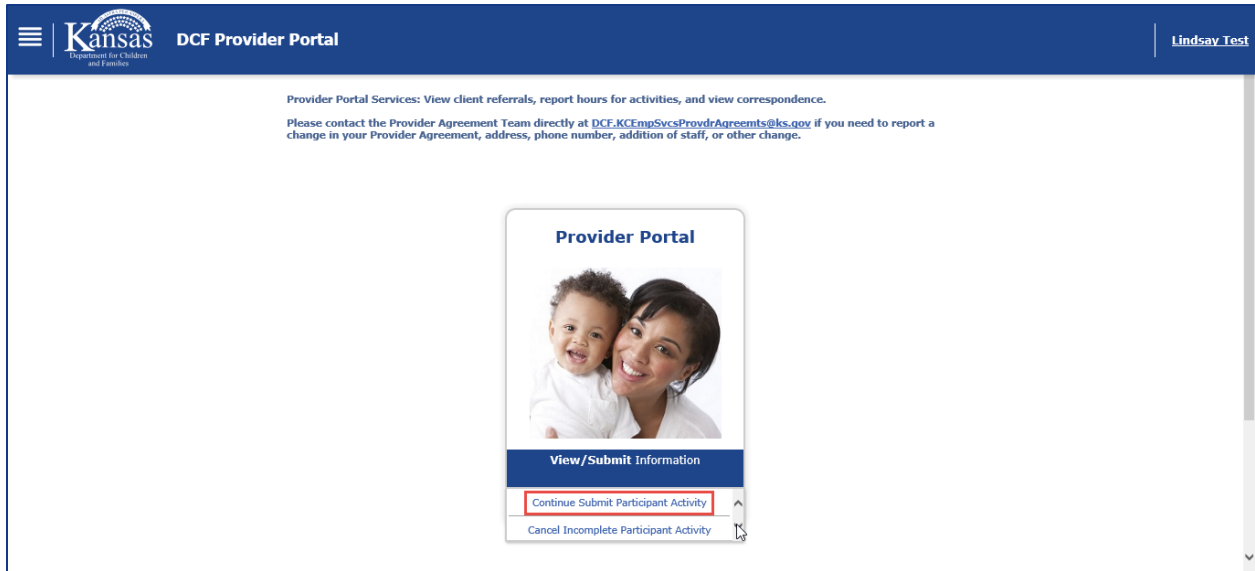 Kansas
Department for Children
and Families
DCF Provider Portal
Lindsay Test
Provider Portal Services: View client referrals, report hours for activities, and view correspondence.
Please contact the Provider Agreement Team directly at DCF.KCEmpSvcsProvdrAgreemts@ks.gov if you need to report a
change in your Provider Agreement, address, phone number, addition of staff, or other change.
Provider Portal
View/Submit Information
Continue Submit Participant Activity
Cancel Incomplete Participant Activity